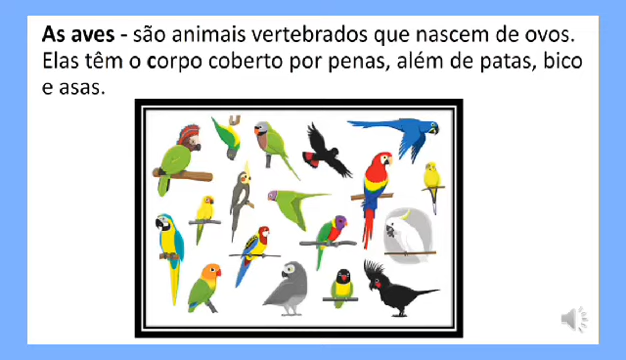 As aves - são animais vertebrados que nascem de ovos.
Elas têm o corpo coberto por penas, além de patas, bico
e asas.